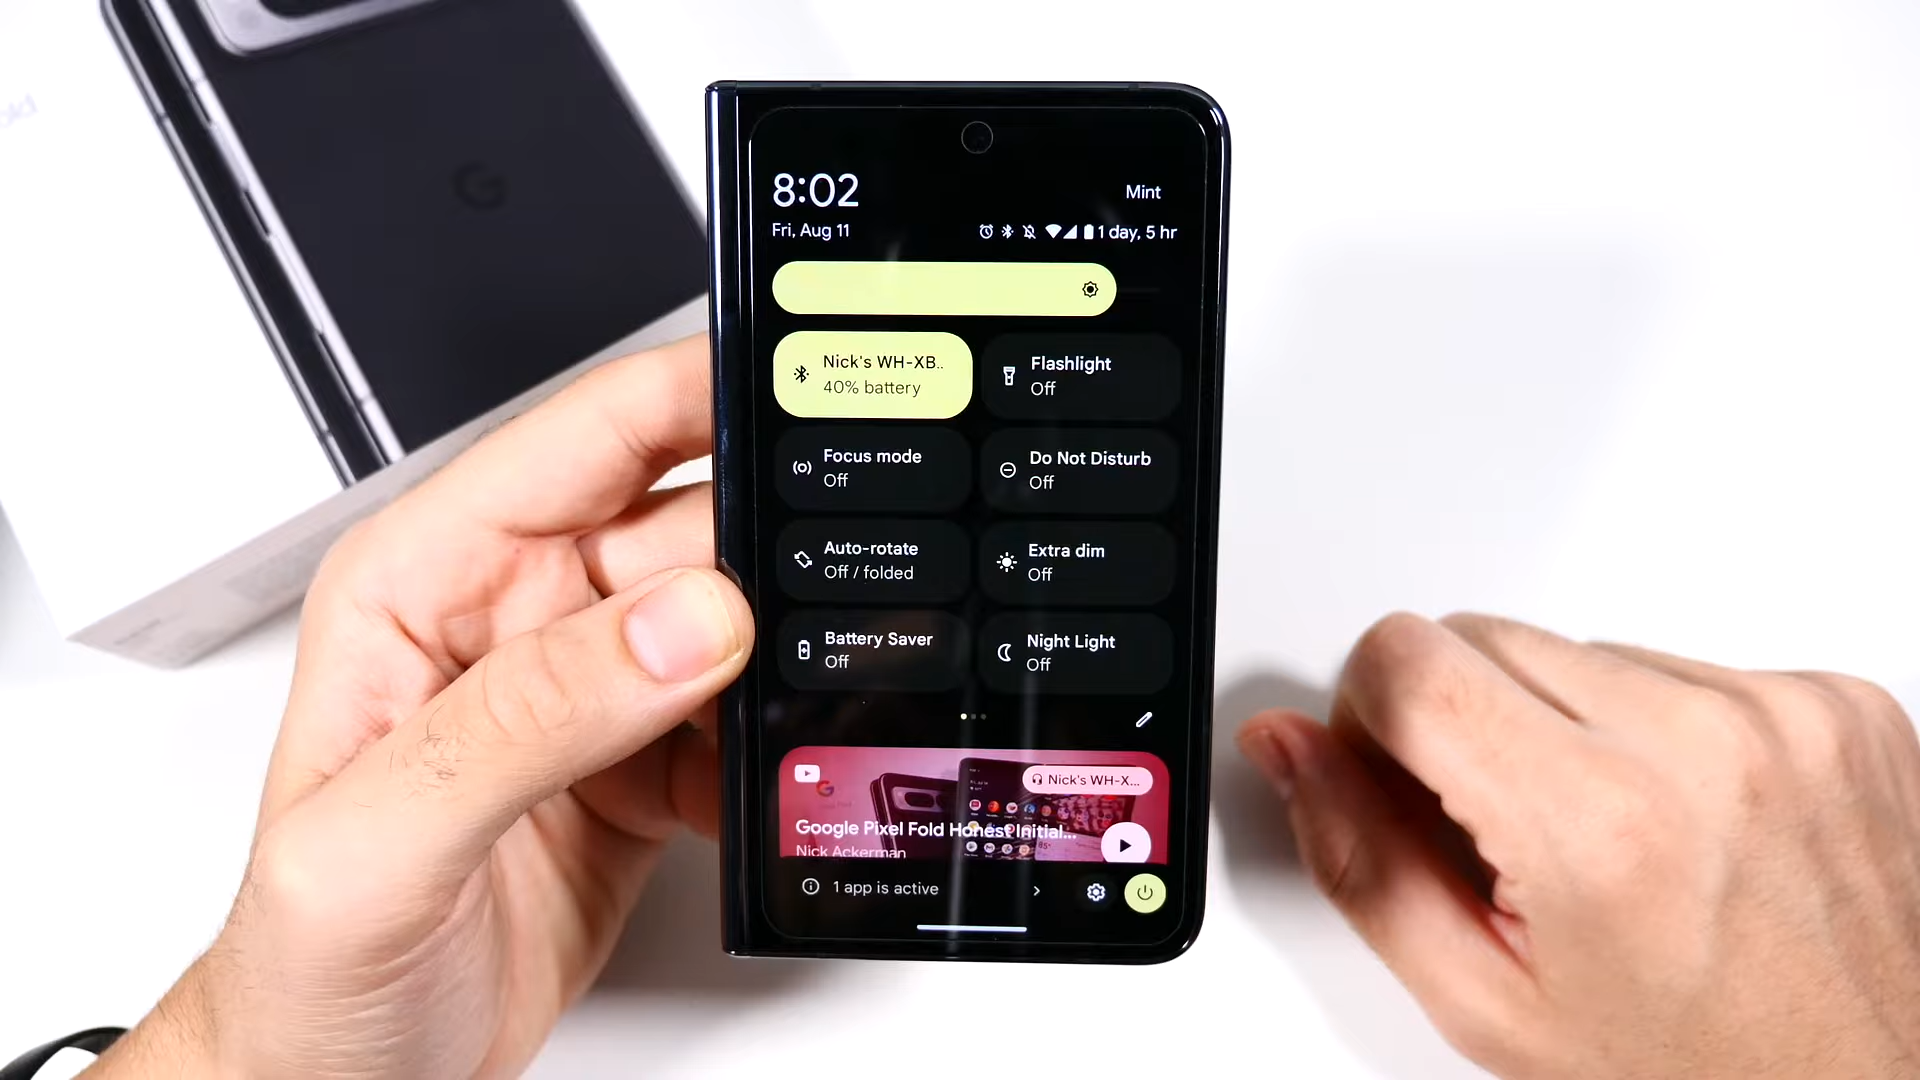 8:02
Mint
Fri, Aug 11
1 day, 5 hr
Nick's WH-XB..
40% battery
Flashlight
Off
Focus mode
Off
Do Not Disturb
Off
Auto-rotate
Off / folded
Extra dim
Off
Battery Saver
Off
Night Light
Off
Nick's WH-X...
Google Pixel Fold Honest Initial...
Nick Ackerman
1 app is active